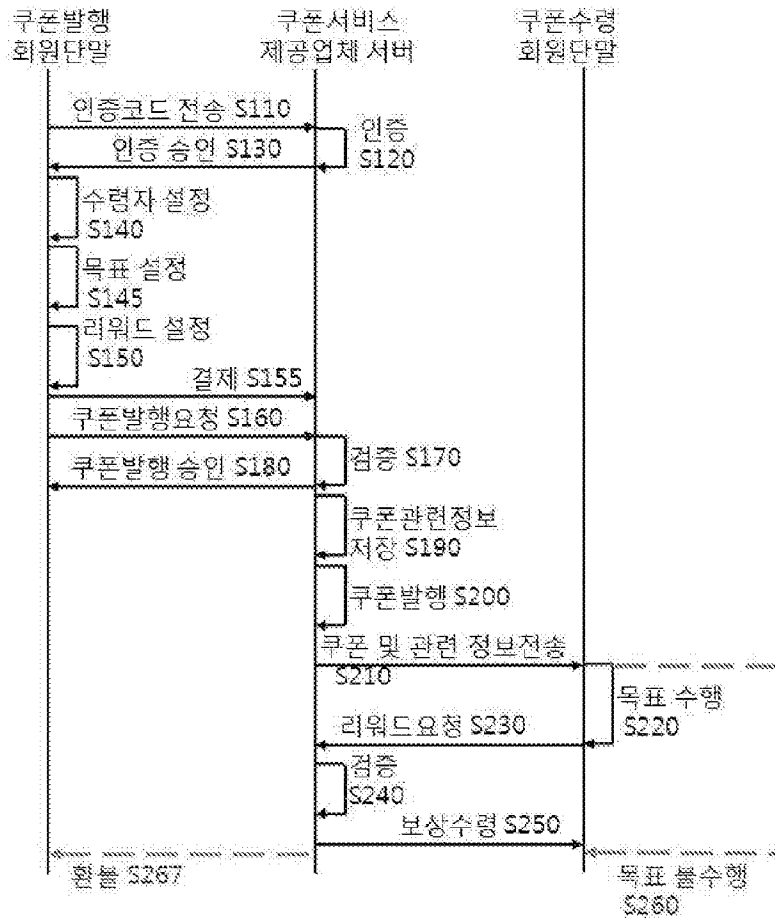 쿠폰발행
회원단말
쿠폰서비스
제공업체 서버
쿠폰수령
회원단말
인증코드 전송 S110
인증
S120
인증 승인 S130
수령자 설정
S140
목표 설정
S145
리워드 설정
S150
결제 S155
쿠폰발행요청 S160
검증 S170
쿠폰발행 승인 S180
쿠폰관련정보
저장 S190
쿠폰발행 S200
쿠폰 및 관련 정보전송
S210
목표 수행
S220
리워드요청 S230
검증
S240
보상수령 S250
환불 S267
목표 불수행
S260